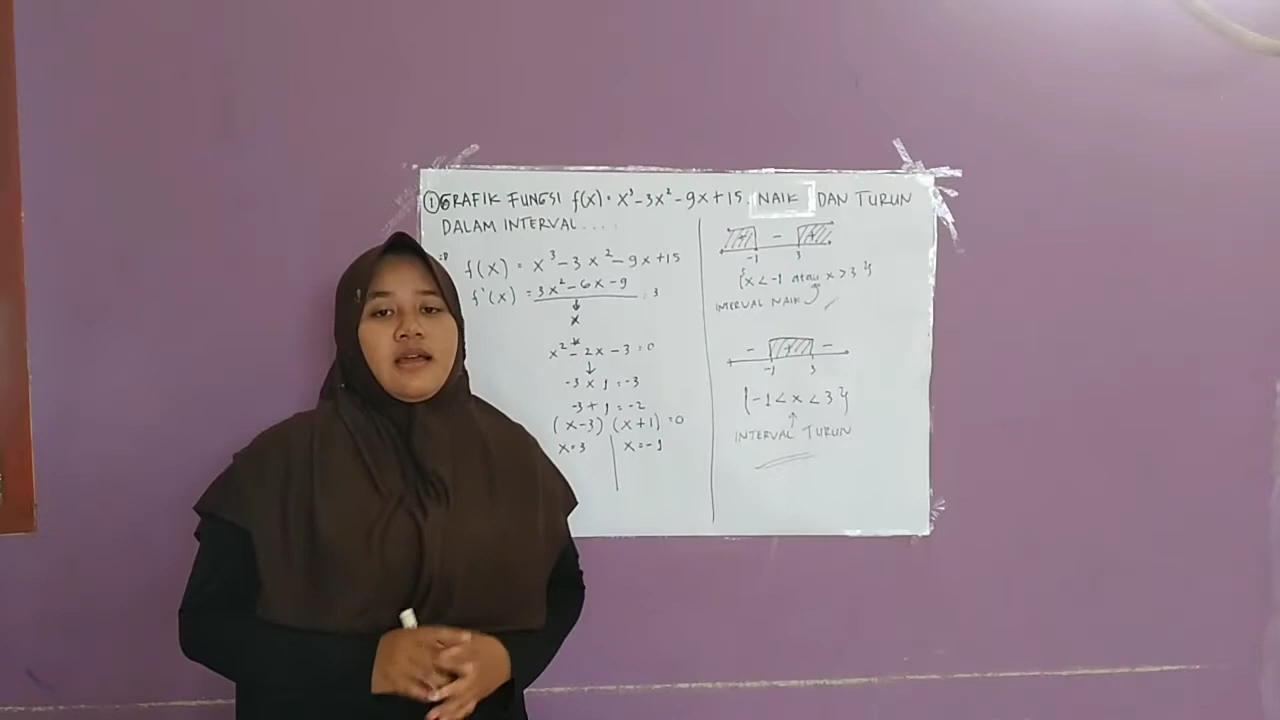 ① GRAFIK FUNGSI f(x) = x³-3x²-9x+15, NAIK DAN TURUN
DALAM INTERVAL....
f(x) = x³-3x²-9x+15
f'(x) = 3x²-6x-9 : 3
x²-2x-3=0
-3 x 1 = -3
-3+1 = -2
(x-3) (x+1) =0
x=3 | x=-1
+ - +
-1 3
{x<-1 atau x>3}
INTERVAL NAIK
- + -
-1 3
{-1<x<3}
INTERVAL TURUN